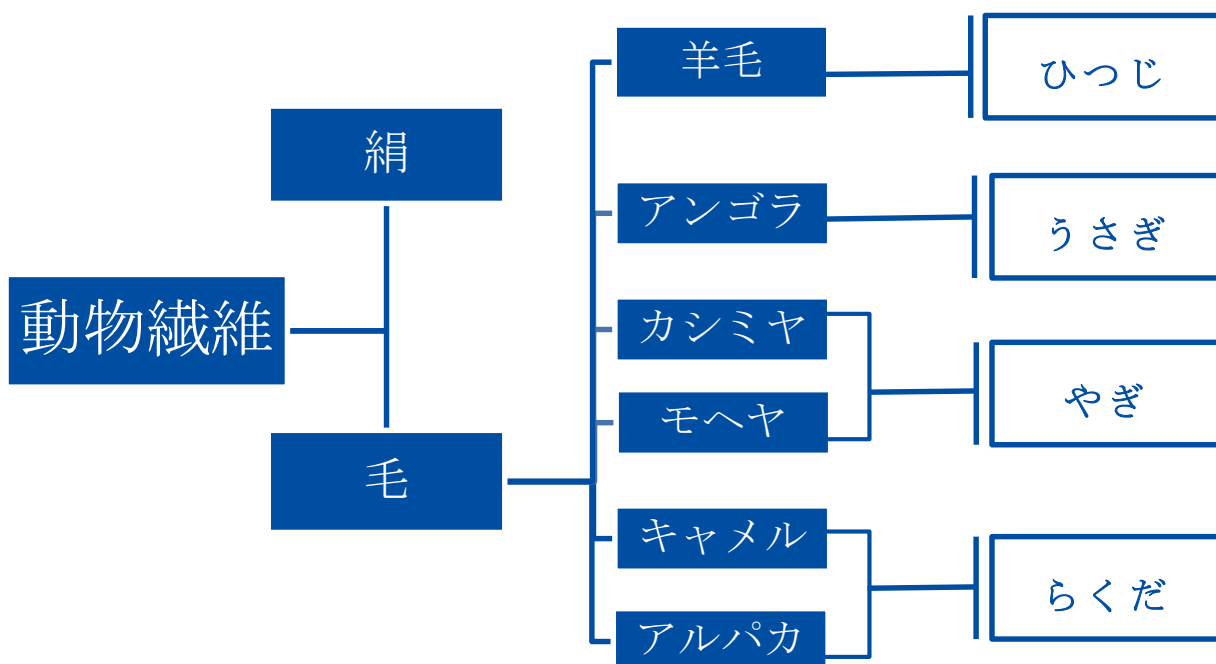 動物繊維
絹
毛
羊毛
アンゴラ
カシミヤ
モヘヤ
キャメル
アルパカ
ひつじ
うさぎ
やぎ
らくだ